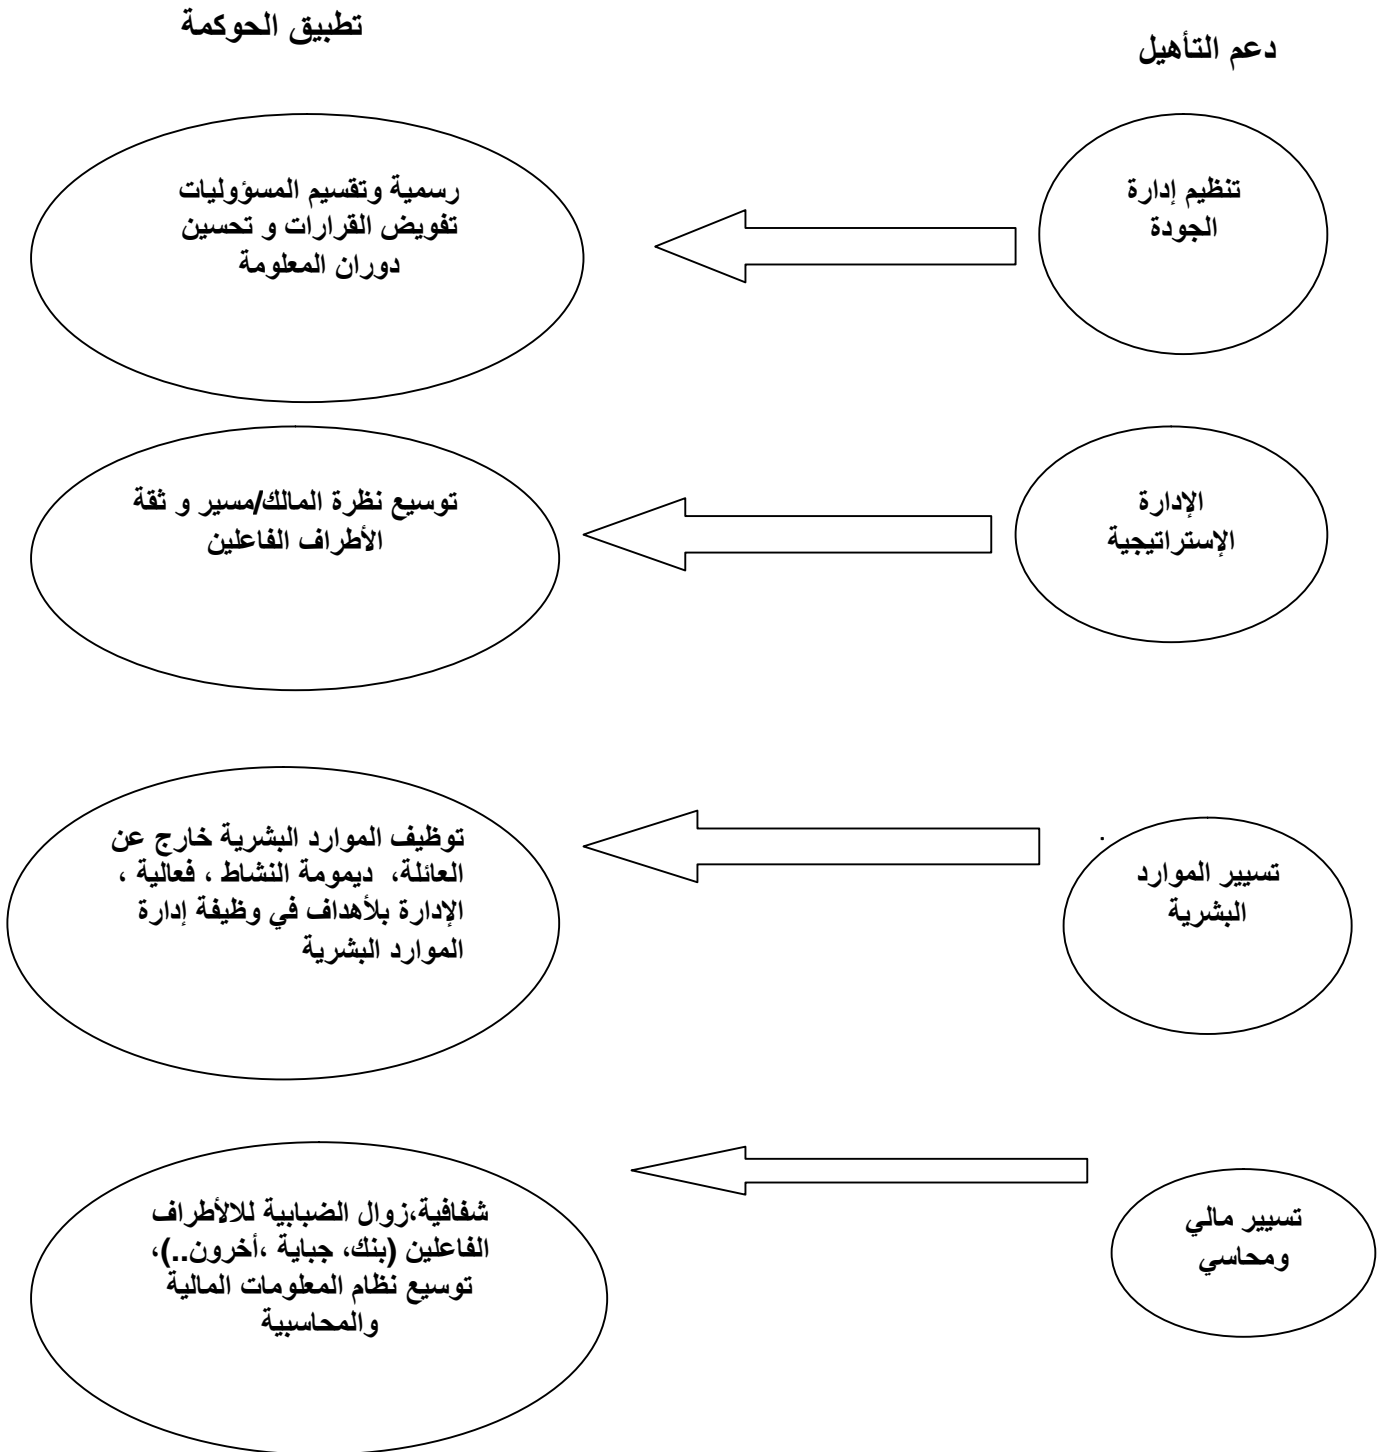 دعم التأهيل
تطبيق الحوكمة
تنظيم إدارة
الجودة
رسمية وتقسيم المسؤوليات
تفويض القرارات و تحسين
دوران المعلومة
الإدارة
الإستراتيجية
توسيع نظرة المالك/مسير و ثقة
الأطراف الفاعلين
.
تسيير الموارد
البشرية
توظيف الموارد البشرية خارج عن
العائلة، ديمومة النشاط ، فعالية ،
الإدارة بلأهداف في وظيفة إدارة
الموارد البشرية
تسيير مالي
ومحاسي
شفافية،زوال الضبابية للالأطراف
الفاعلين (بنك، جباية ،أخرون..)،
توسيع نظام المعلومات المالية
والمحاسبية